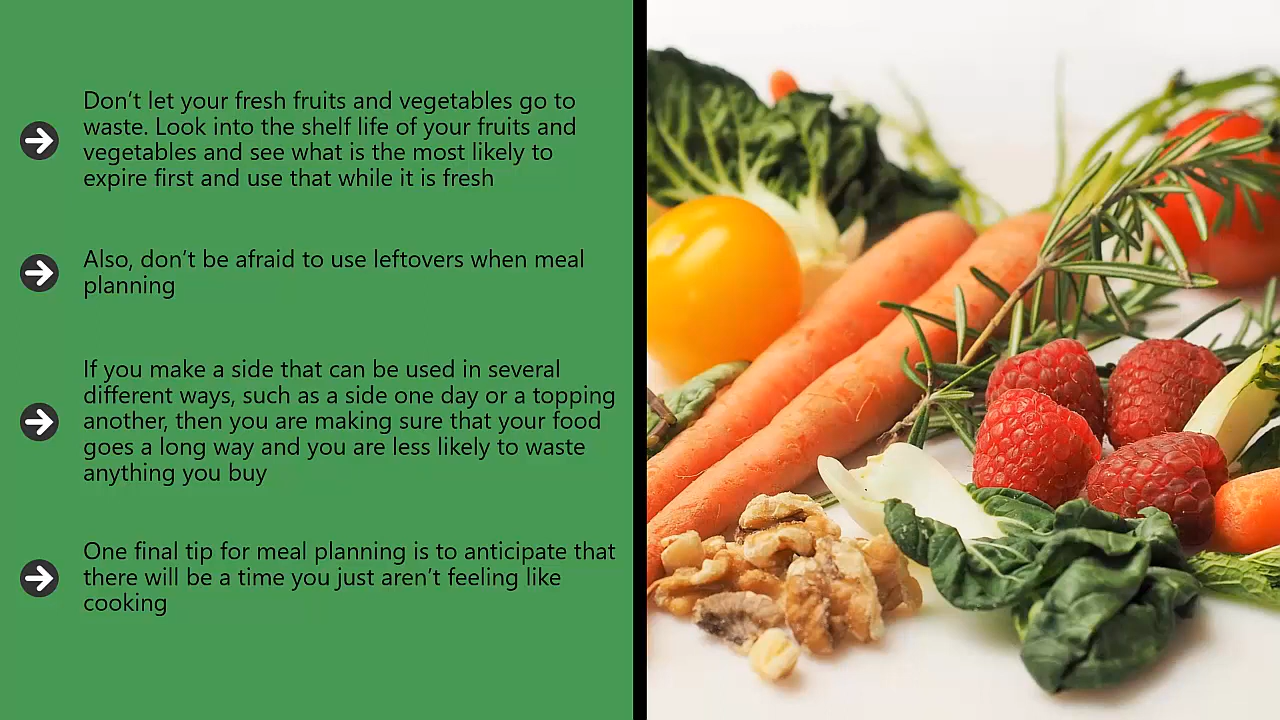 Don’t let your fresh fruits and vegetables go to
waste. Look into the shelf life of your fruits and
vegetables and see what is the most likely to
expire first and use that while it is fresh
Also, don’t be afraid to use leftovers when meal
planning
If you make a side that can be used in several
different ways, such as a side one day or a topping
another, then you are making sure that your food
goes a long way and you are less likely to waste
anything you buy
One final tip for meal planning is to anticipate that
there will be a time you just aren’t feeling like
cooking